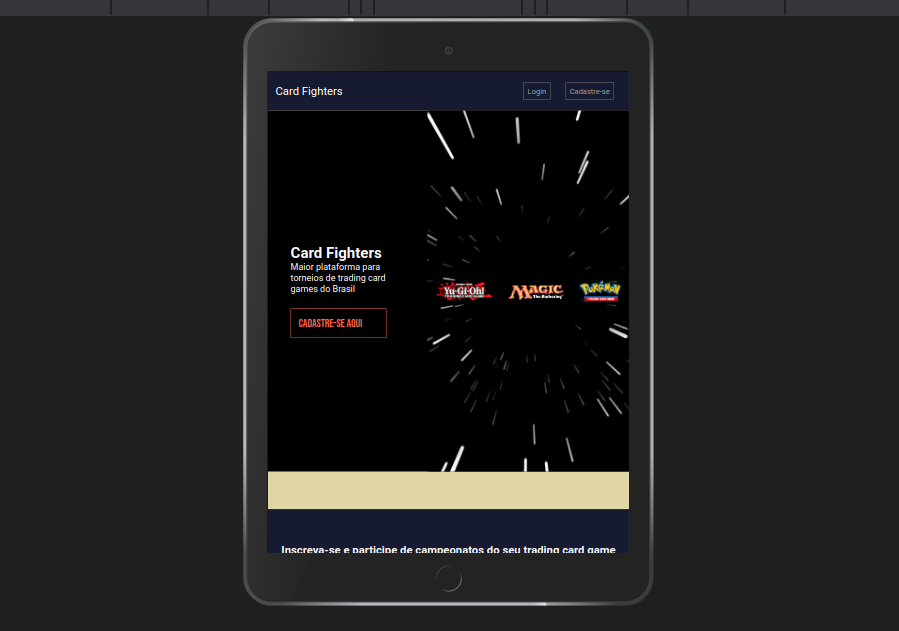 Card Fighters
Login
Cadastre-se
Card Fighters
Maior plataforma para
torneios de trading card
games do Brasil
Yu-Gi-Oh!
MAGIC
The Gathering
Pokémon
CADASTRE-SE AQUI
Inscreva-se e participe de campeonatos do seu trading card game